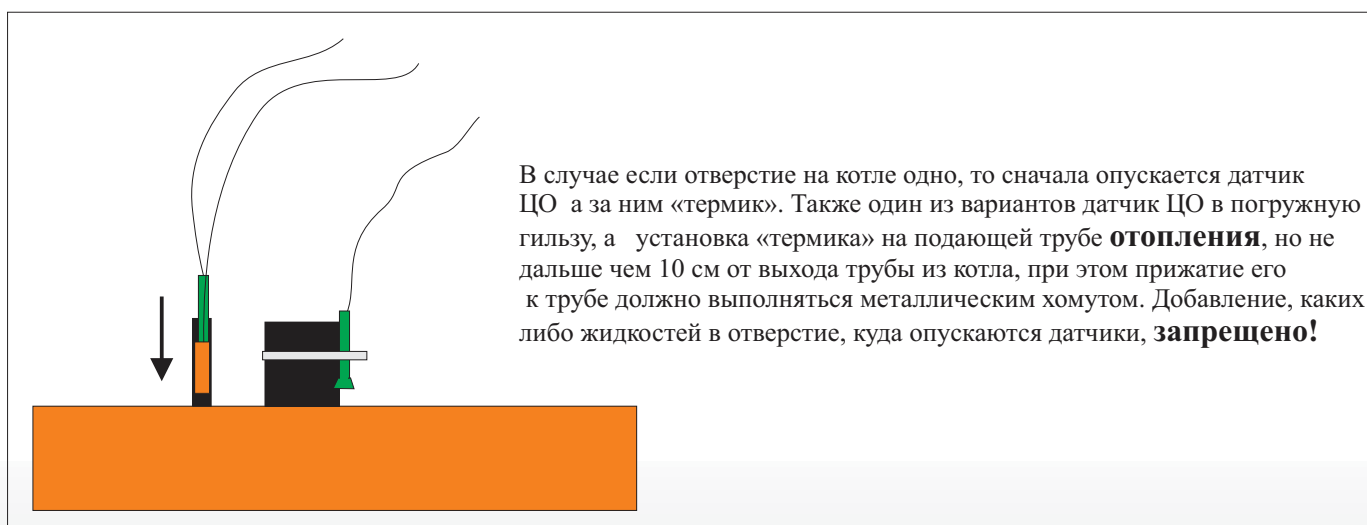 В случае если отверстие на котле одно, то сначала опускается датчик
ЦО а за ним «термик». Также один из вариантов датчик ЦО в погружную
гильзу, а установка «термика» на подающей трубе отопления, но не
дальше чем 10 см от выхода трубы из котла, при этом прижатие его
к трубе должно выполняться металлическим хомутом. Добавление, каких
либо жидкостей в отверстие, куда опускаются датчики, запрещено!